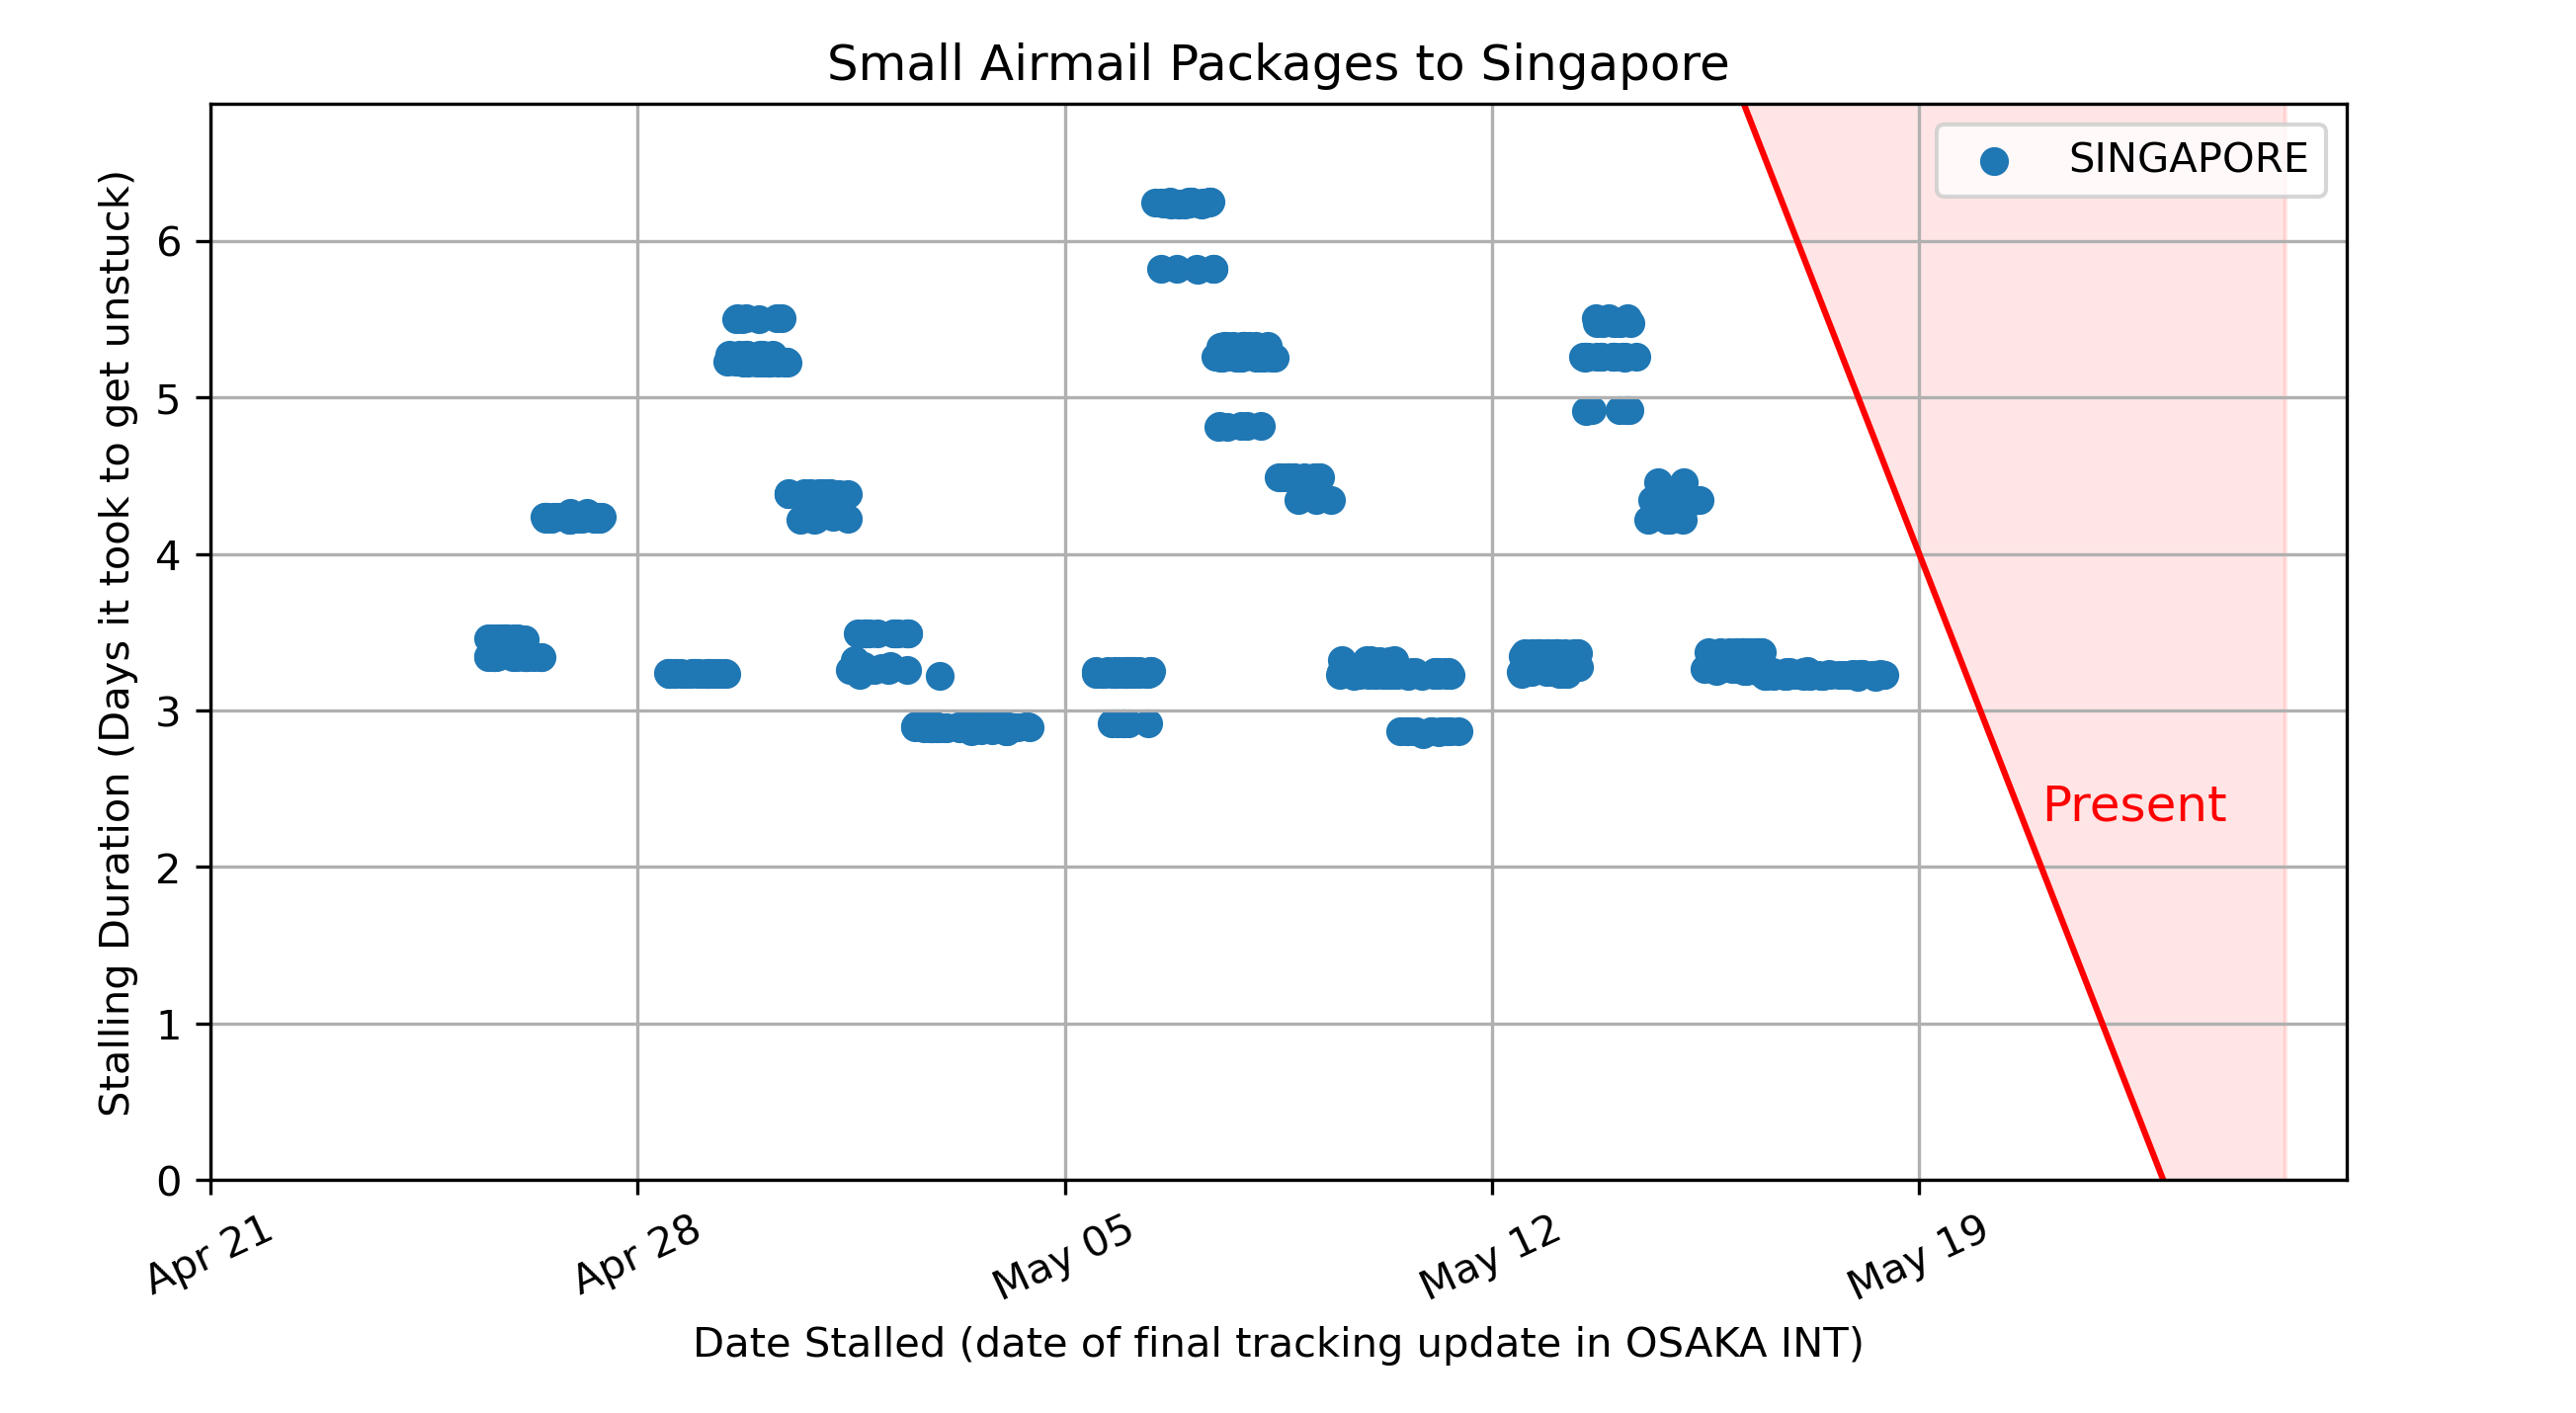 Small Airmail Packages to Singapore
SINGAPORE
Stalling Duration (Days it took to get unstuck)
6
5
4
3
2
1
0
Present
Apr 21
Apr 28
May 05
May 12
May 19
Date Stalled (date of final tracking update in OSAKA INT)